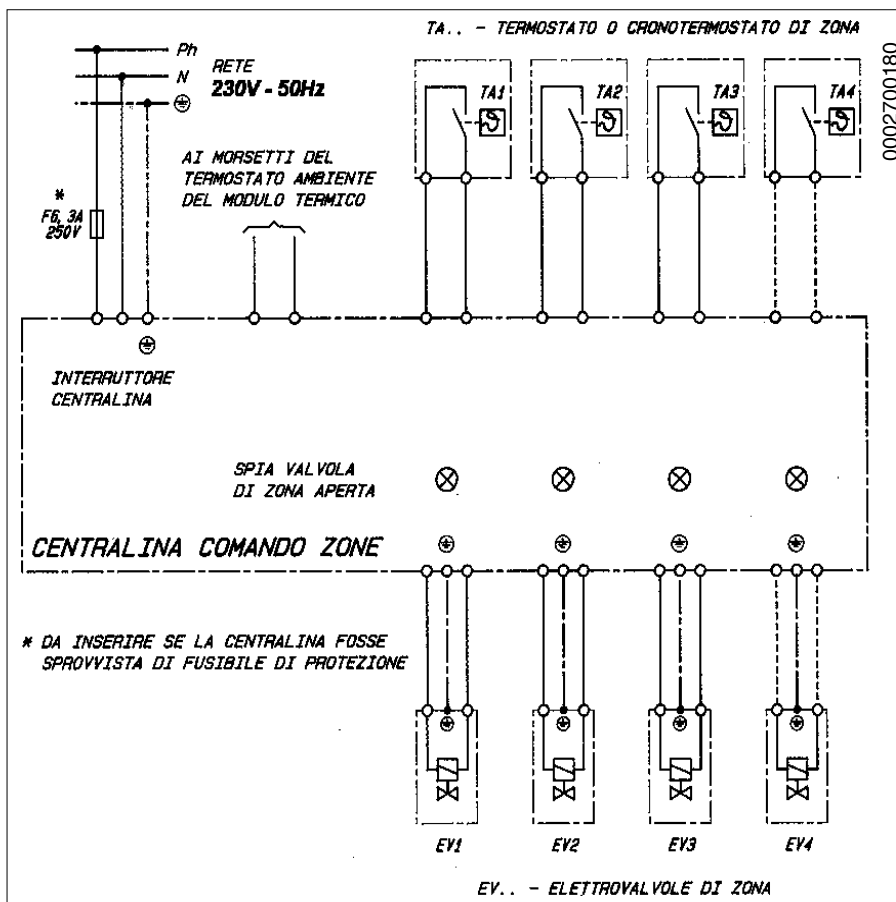 TA.. - TERMOSTATO O CRONOTERMOSTATO DI ZONA
0002700180
Ph
N
RETE
230V - 50Hz
TA1
TA2
TA3
TA4
AI MORSETTI DEL
TERMOSTATO AMBIENTE
DEL MODULO TERMICO
*
F6,3A
250V
INTERRUTTORE
CENTRALINA
SPIA VALVOLA
DI ZONA APERTA
CENTRALINA COMANDO ZONE
* DA INSERIRE SE LA CENTRALINA FOSSE
SPROVVISTA DI FUSIBILE DI PROTEZIONE
EV1
EV2
EV3
EV4
EV.. - ELETTROVALVOLE DI ZONA